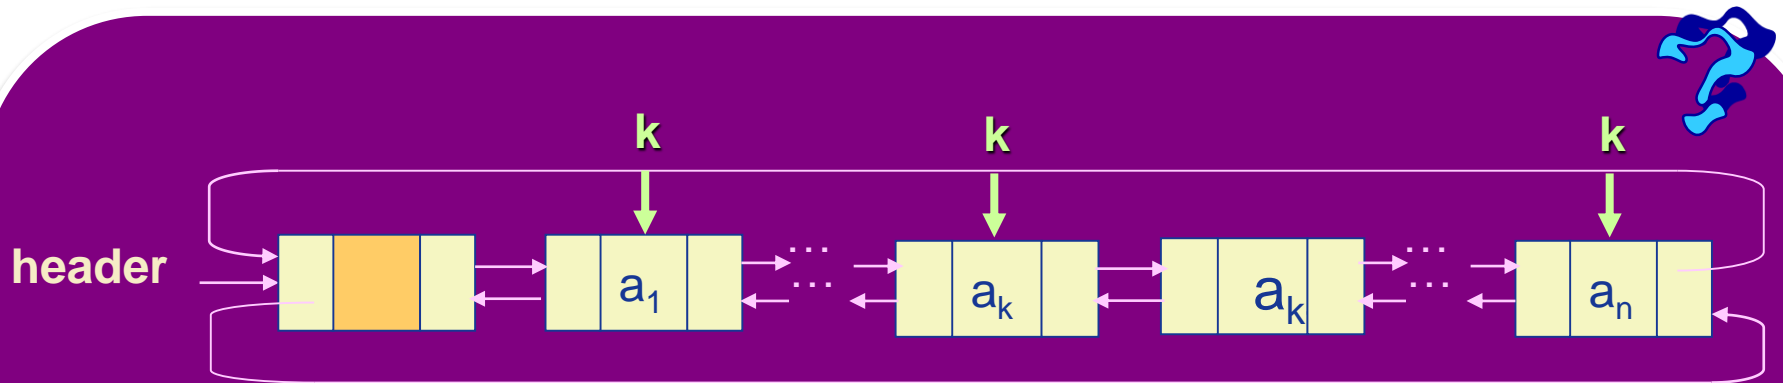 k k k
header
... ...
a₁ aₖ aₖ aₙ
... ...